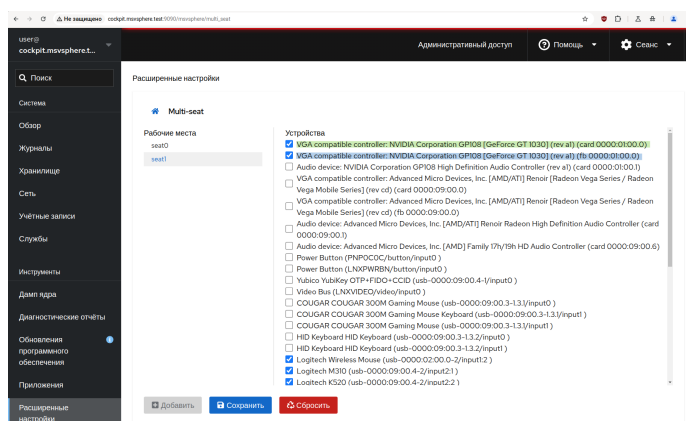 Не защищено cockpit.msvsphere.test:9090/msvsphere/multi_seat
user@
cockpit.msvsphere.t...
Административный доступ
Помощь
Сеанс
Поиск
Система
Обзор
Журналы
Хранилище
Сеть
Учётные записи
Службы
Инструменты
Дамп ядра
Диагностические отчёты
Обновления
программного
обеспечения
Приложения
Расширенные
настройки
Расширенные настройки
Multi-seat
Рабочие места
seat0
seat1
Устройства
VGA compatible controller: NVIDIA Corporation GP108 [GeForce GT 1030] (rev a1) (card 0000:01:00.0)
VGA compatible controller: NVIDIA Corporation GP108 [GeForce GT 1030] (rev a1) (fb 0000:01:00.0)
Audio device: NVIDIA Corporation GP108 High Definition Audio Controller (rev a1) (card 0000:01:00.1)
VGA compatible controller: Advanced Micro Devices, Inc. [AMD/ATI] Renoir [Radeon Vega Series / Radeon
Vega Mobile Series] (rev cd) (card 0000:09:00.0)
VGA compatible controller: Advanced Micro Devices, Inc. [AMD/ATI] Renoir [Radeon Vega Series / Radeon
Vega Mobile Series] (rev cd) (fb 0000:09:00.0)
Audio device: Advanced Micro Devices, Inc. [AMD/ATI] Renoir Radeon High Definition Audio Controller (card
0000:09:00.1)
Audio device: Advanced Micro Devices, Inc. [AMD] Family 17h/19h HD Audio Controller (card 0000:09:00.6)
Power Button (PNP0C0C/button/input0 )
Power Button (LNXPWRBN/button/input0 )
Yubico YubiKey OTP+FIDO+CCID (usb-0000:09:00.4-1/input0 )
Video Bus (LNXVIDEO/video/input0 )
COUGAR COUGAR 300M Gaming Mouse (usb-0000:09:00.3-1.3.1/input0 )
COUGAR COUGAR 300M Gaming Mouse Keyboard (usb-0000:09:00.3-1.3.1/input1 )
COUGAR COUGAR 300M Gaming Mouse (usb-0000:09:00.3-1.3.1/input1 )
HID Keyboard HID Keyboard (usb-0000:09:00.3-1.3.2/input0 )
HID Keyboard HID Keyboard (usb-0000:09:00.3-1.3.2/input1 )
Logitech Wireless Mouse (usb-0000:02:00.0-2/input1:2 )
Logitech M310 (usb-0000:09:00.4-2/input2:1 )
Logitech K520 (usb-0000:09:00.4-2/input2:2 )
Добавить
Сохранить
Сбросить